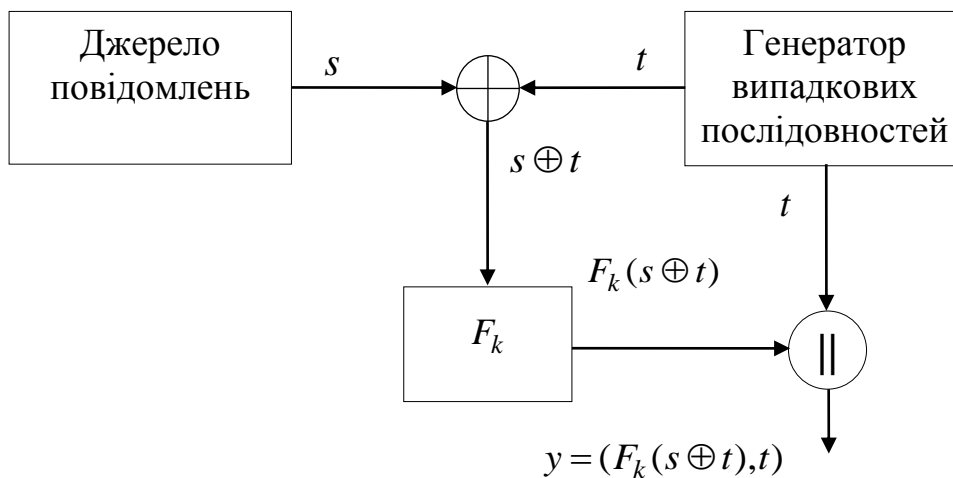 Джерело
повідомлень
s
t
Генератор
випадкових
послідовностей
s ⊕ t
t
F_k(s ⊕ t)
F_k
||
y = (F_k(s ⊕ t),t)